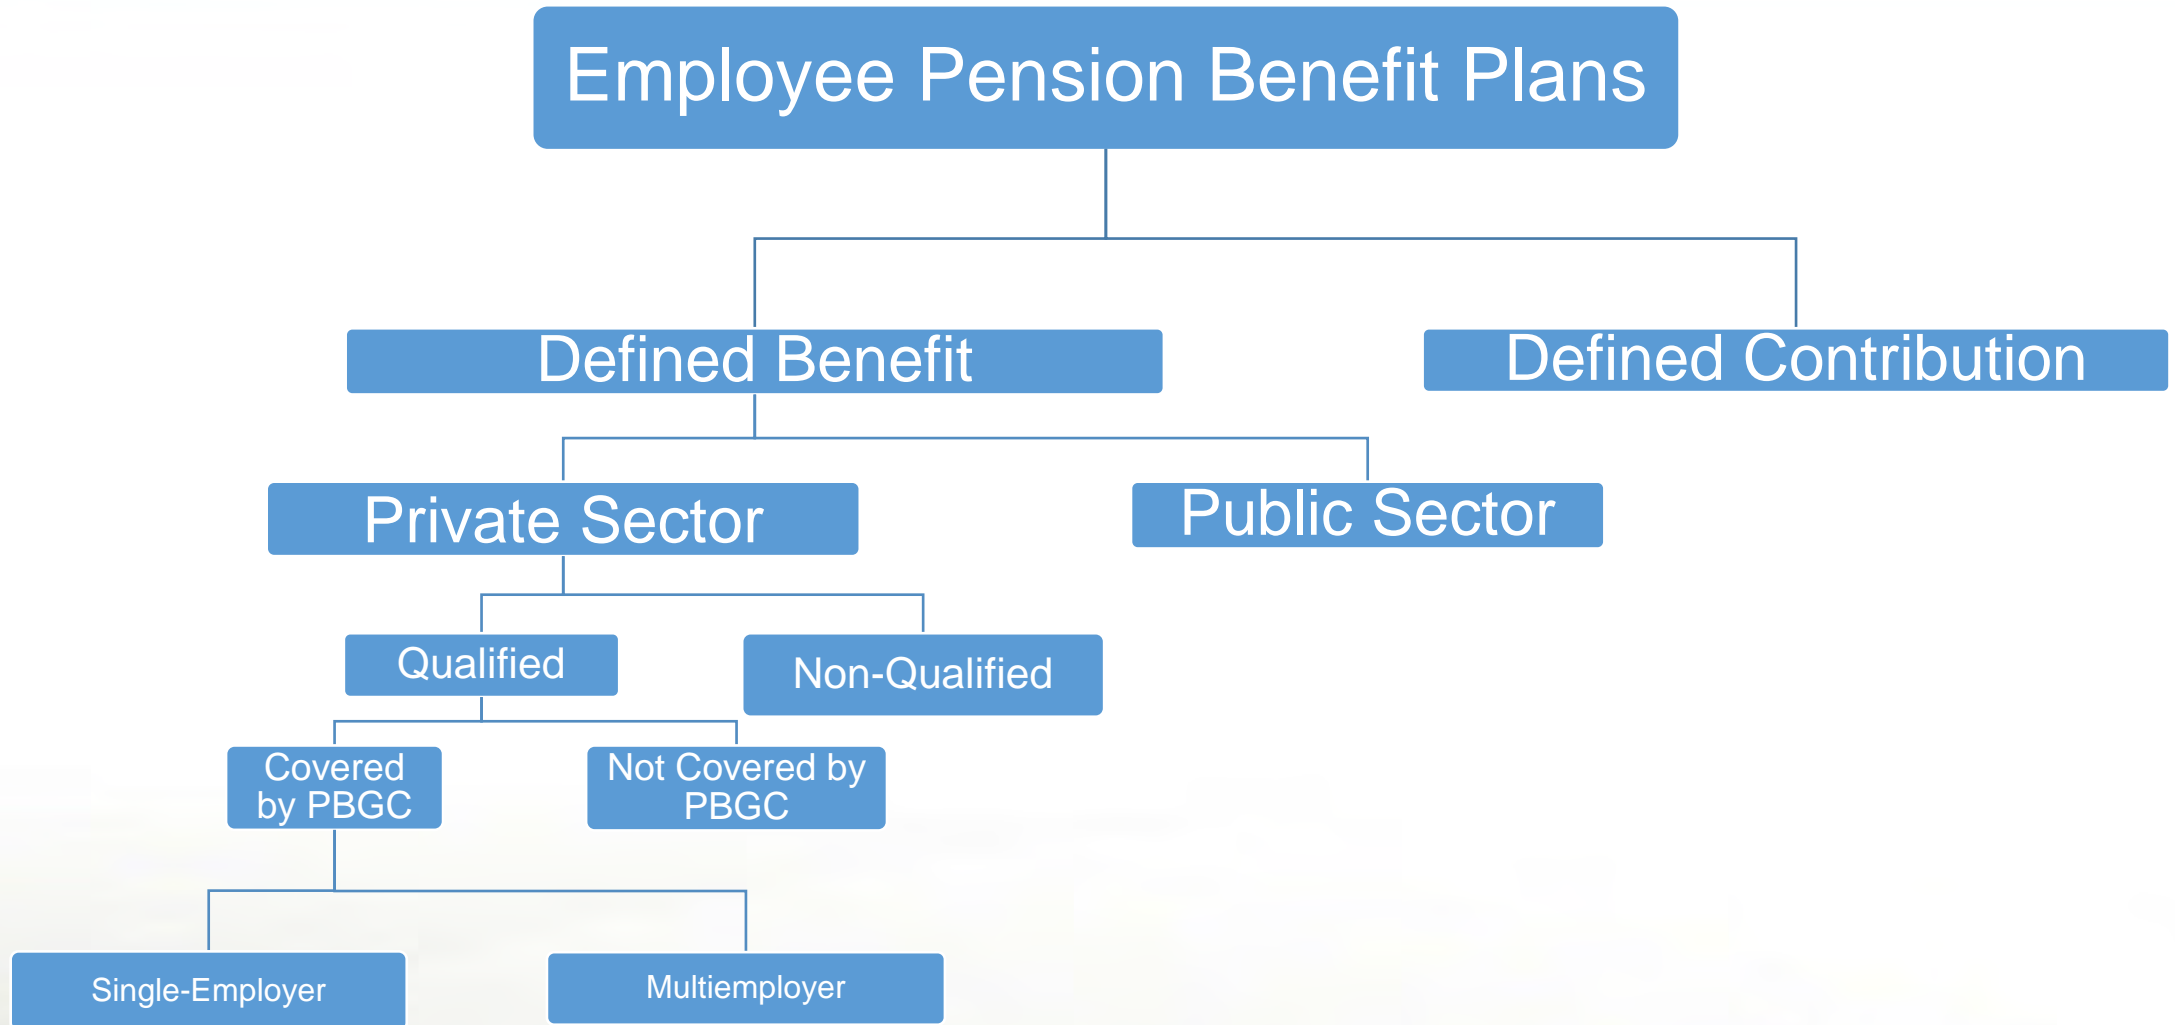 Employee Pension Benefit Plans
Defined Benefit
Defined Contribution
Private Sector
Public Sector
Qualified
Non-Qualified
Covered
by PBGC
Not Covered by
PBGC
Single-Employer
Multiemployer